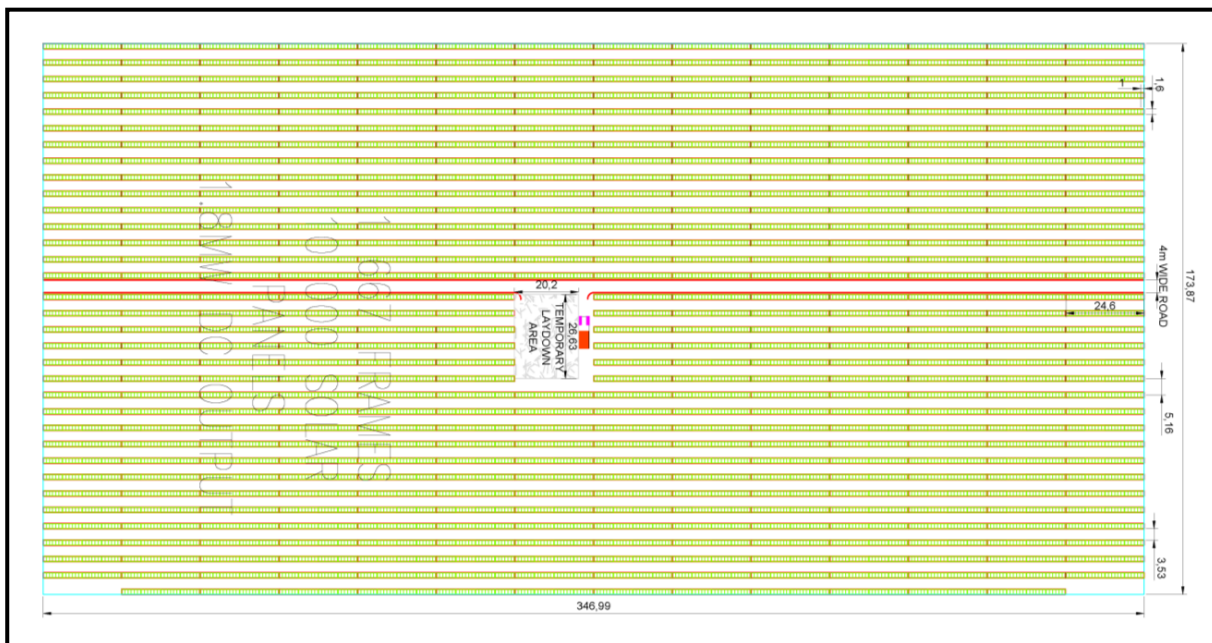 1 667 FRAMES
10 000 SOLAR
PANELS
1.8MW DC OUTPUT
20,2
26,63
TEMPORARY
LAYDOWN
AREA
1
1,6
4m WIDE ROAD
173,87
24,6
5,16
3,53
346,99